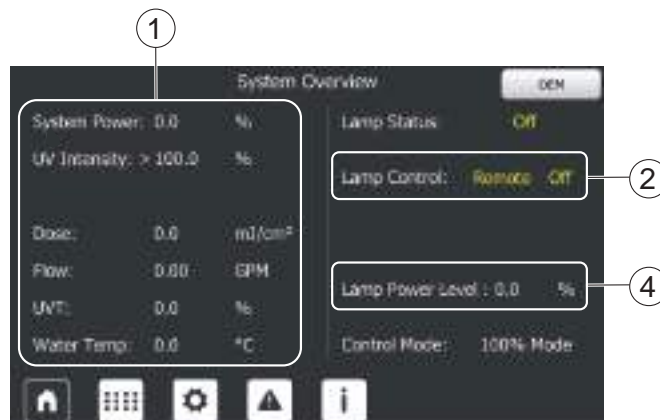 1
System Overview
OEM
System Power: 0.0 %
UV Intensity: > 100.0 %
Dose: 0.0 mJ/cm²
Flow: 0.00 GPM
UVT: 0.0 %
Water Temp: 0.0 °C
Lamp Status: Off
Lamp Control: Remote Off
2
Lamp Power Level : 0.0 %
4
Control Mode: 100% Mode
i